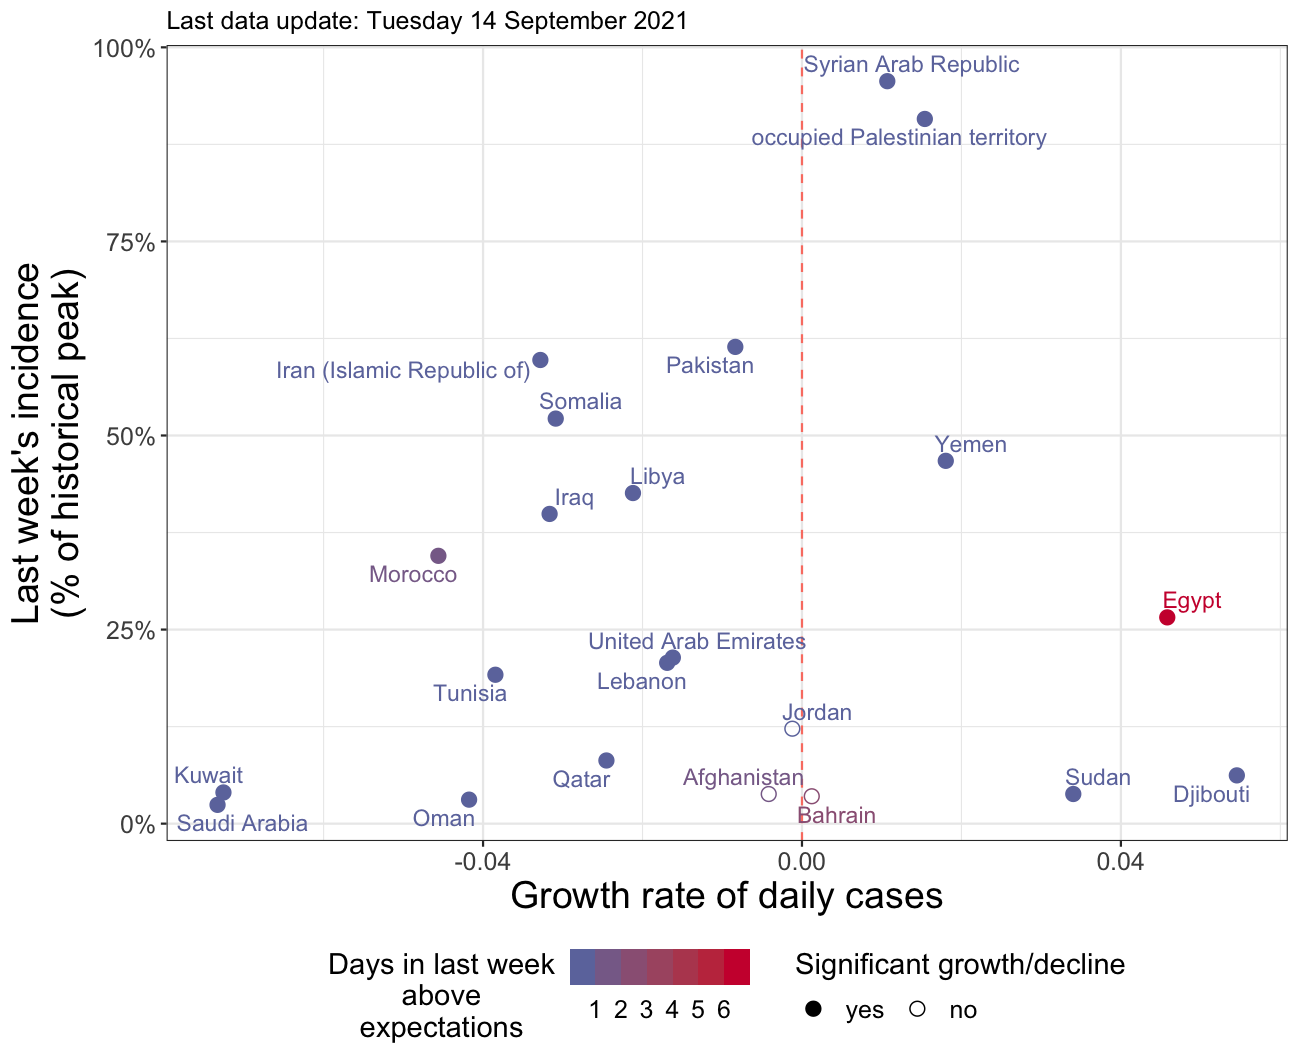 Last data update: Tuesday 14 September 2021
Last week's incidence
(% of historical peak)
100%
75%
50%
25%
0%
Syrian Arab Republic
occupied Palestinian territory
Iran (Islamic Republic of)
Pakistan
Somalia
Yemen
Libya
Iraq
Morocco
Egypt
United Arab Emirates
Lebanon
Tunisia
Jordan
Kuwait
Qatar
Afghanistan
Sudan
Djibouti
Saudi Arabia
Oman
Bahrain
-0.04 0.00 0.04
Growth rate of daily cases
Days in last week
above
expectations
1 2 3 4 5 6
Significant growth/decline
yes no